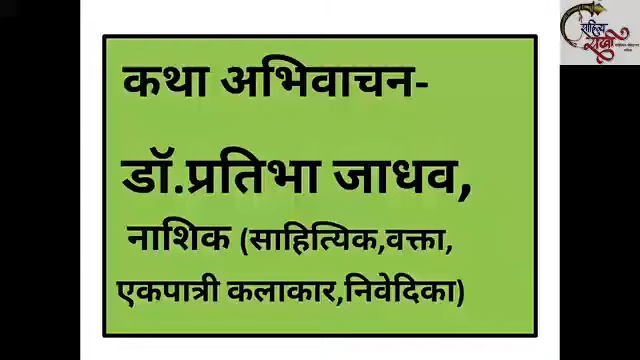 साहित्य
कथा अभिवाचन-
डॉ.प्रतिभा जाधव,
नाशिक (साहित्यिक,वक्ता,
एकपात्री कलाकार,निवेदिका)